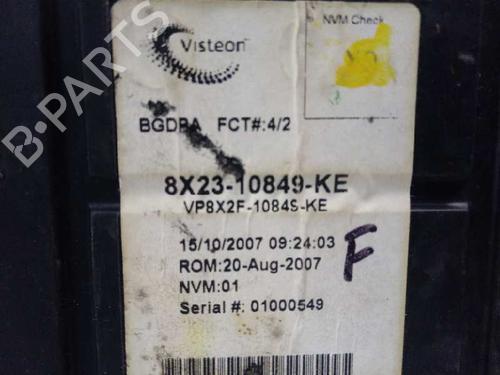 Visteon
NVM Check
BGDPA FCT#:4/2
8X23-10849-KE
VP8X2F-10849-KE
15/10/2007 09:24:03
ROM:20-Aug-2007
NVM:01
Serial #: 01000549
F
B-PARTS